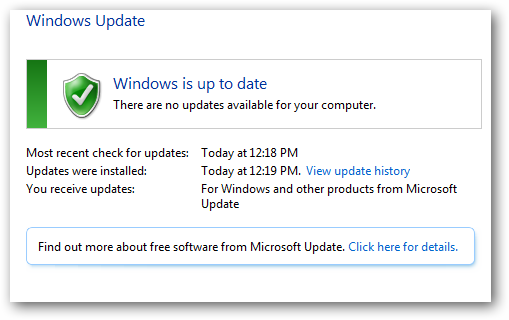 Windows Update
Windows is up to date
There are no updates available for your computer.
Most recent check for updates: Today at 12:18 PM
Updates were installed: Today at 12:19 PM. View update history
You receive updates: For Windows and other products from Microsoft
Update
Find out more about free software from Microsoft Update. Click here for details.